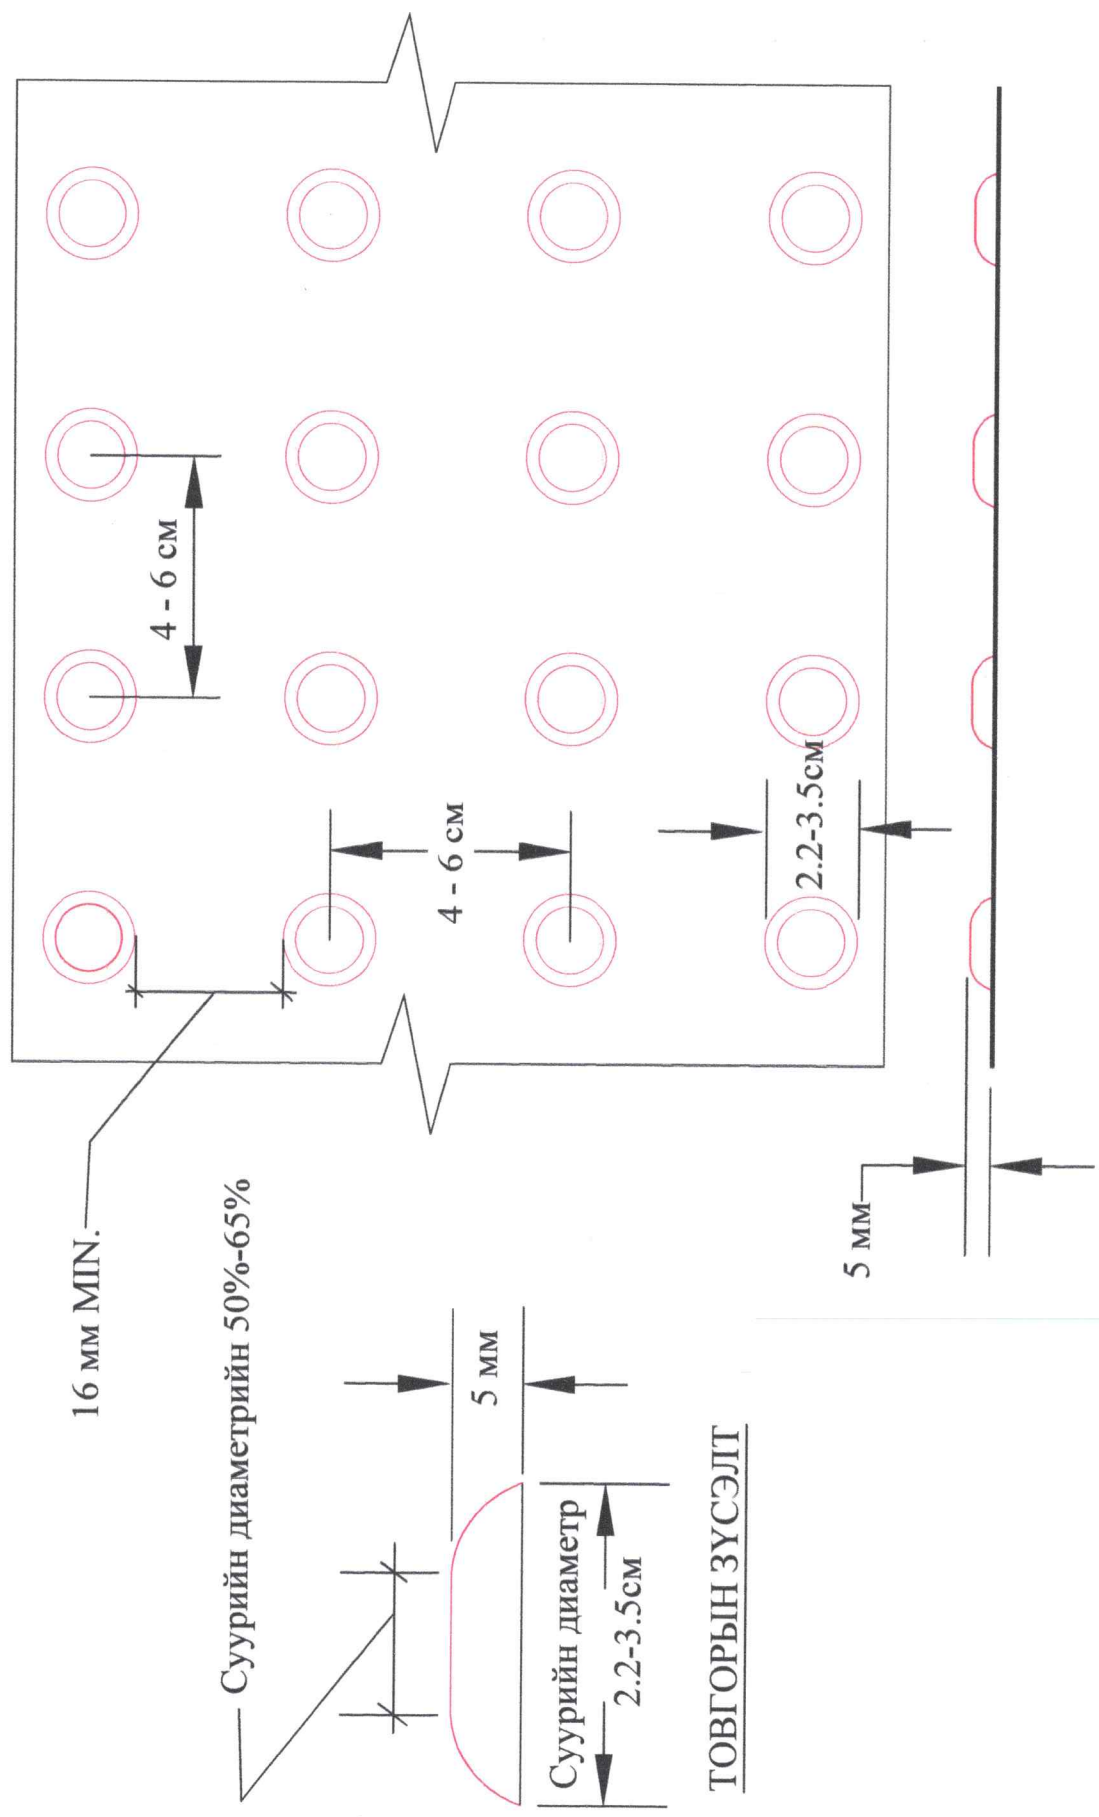 16 мм MIN.
4 - 6 см
4 - 6 см
2.2-3.5см
5 мм
Суурийн диаметрийн 50%-65%
5 мм
Суурийн диаметр
2.2-3.5см
ТОВГОРЫН ЗҮСЭЛТ